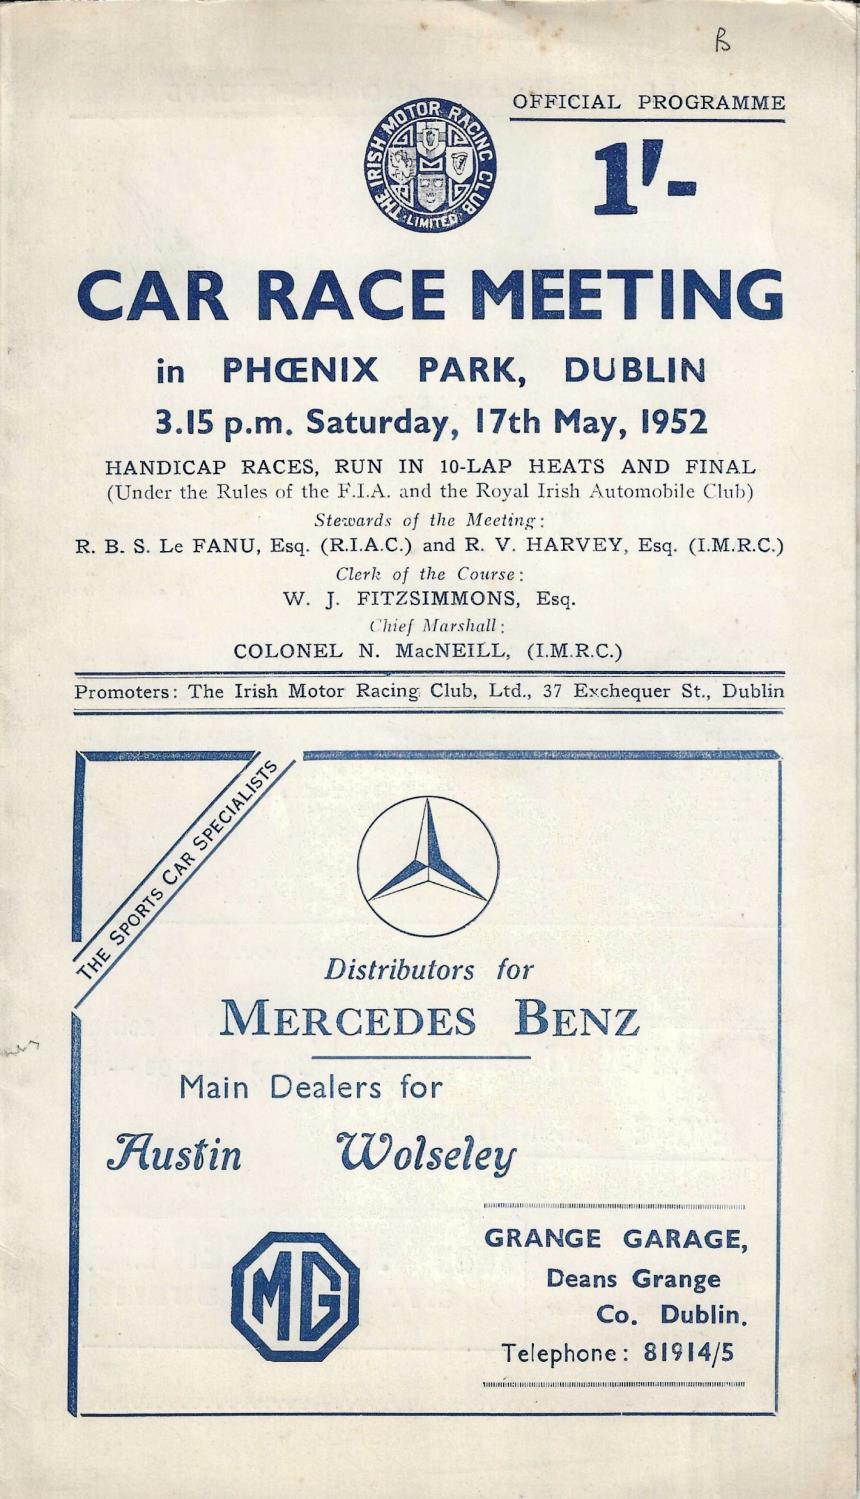 B
OFFICIAL PROGRAMME
THE IRISH MOTOR RACING CLUB
LIMITED
1/-
CAR RACE MEETING
in PHŒNIX PARK, DUBLIN
3.15 p.m. Saturday, 17th May, 1952
HANDICAP RACES, RUN IN 10-LAP HEATS AND FINAL
(Under the Rules of the F.I.A. and the Royal Irish Automobile Club)
Stewards of the Meeting:
R. B. S. Le FANU, Esq. (R.I.A.C.) and R. V. HARVEY, Esq. (I.M.R.C.)
Clerk of the Course:
W. J. FITZSIMMONS, Esq.
Chief Marshall:
COLONEL N. MacNEILL, (I.M.R.C.)
Promoters: The Irish Motor Racing Club, Ltd., 37 Exchequer St., Dublin
THE SPORTS CAR SPECIALISTS
Distributors for
MERCEDES BENZ
Main Dealers for
Austin Wolseley
MG
GRANGE GARAGE,
Deans Grange
Co. Dublin.
Telephone: 81914/5